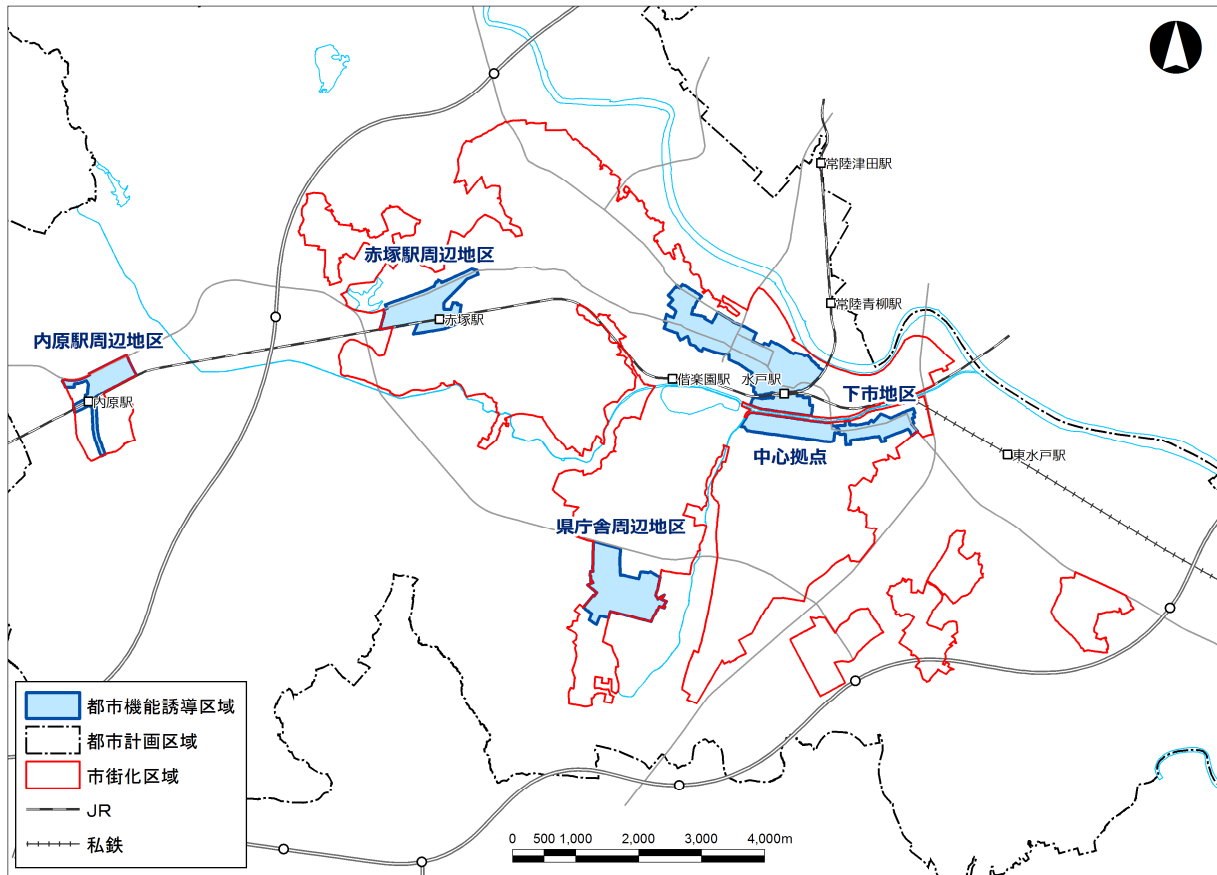 常陸津田駅
赤塚駅周辺地区
常陸青柳駅
赤塚駅
内原駅周辺地区
偕楽園駅
水戸駅
下市地区
内原駅
中心拠点
東水戸駅
県庁舎周辺地区
都市機能誘導区域
都市計画区域
市街化区域
JR
私鉄
0 500 1,000 2,000 3,000 4,000m